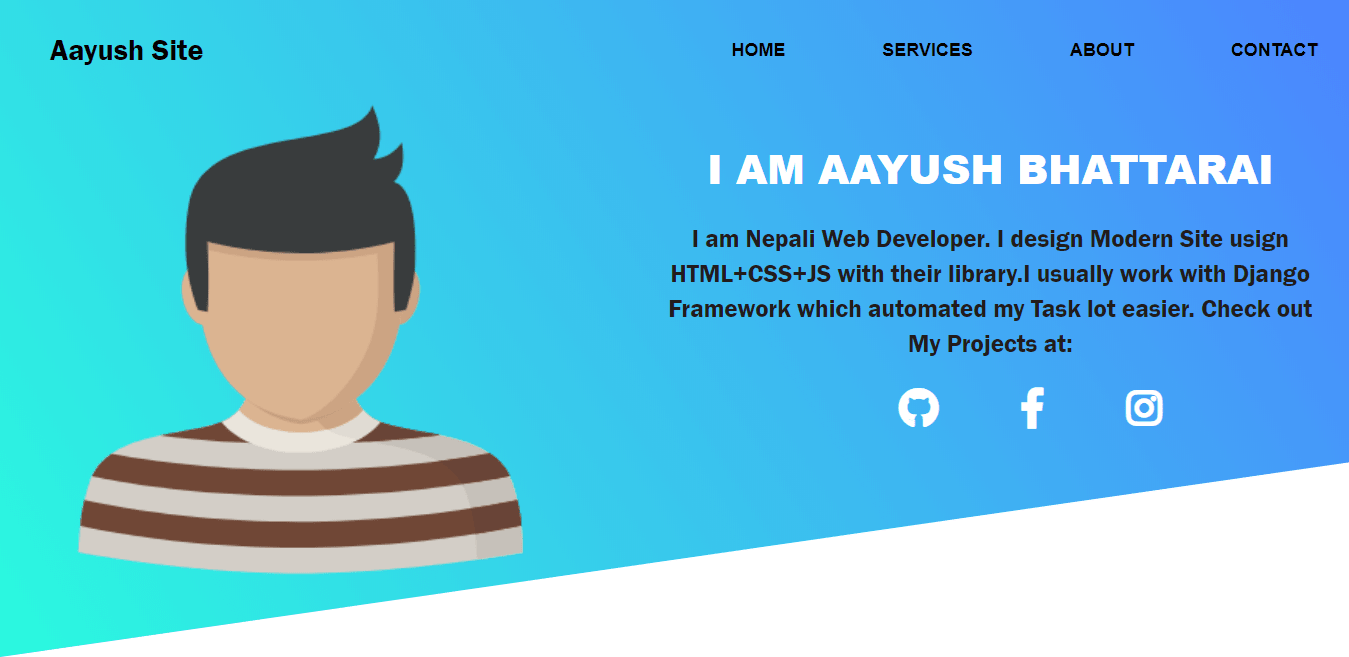 Aayush Site
HOME SERVICES ABOUT CONTACT
I AM AAYUSH BHATTARAI
I am Nepali Web Developer. I design Modern Site usign
HTML+CSS+JS with their library.I usually work with Django
Framework which automated my Task lot easier. Check out
My Projects at: